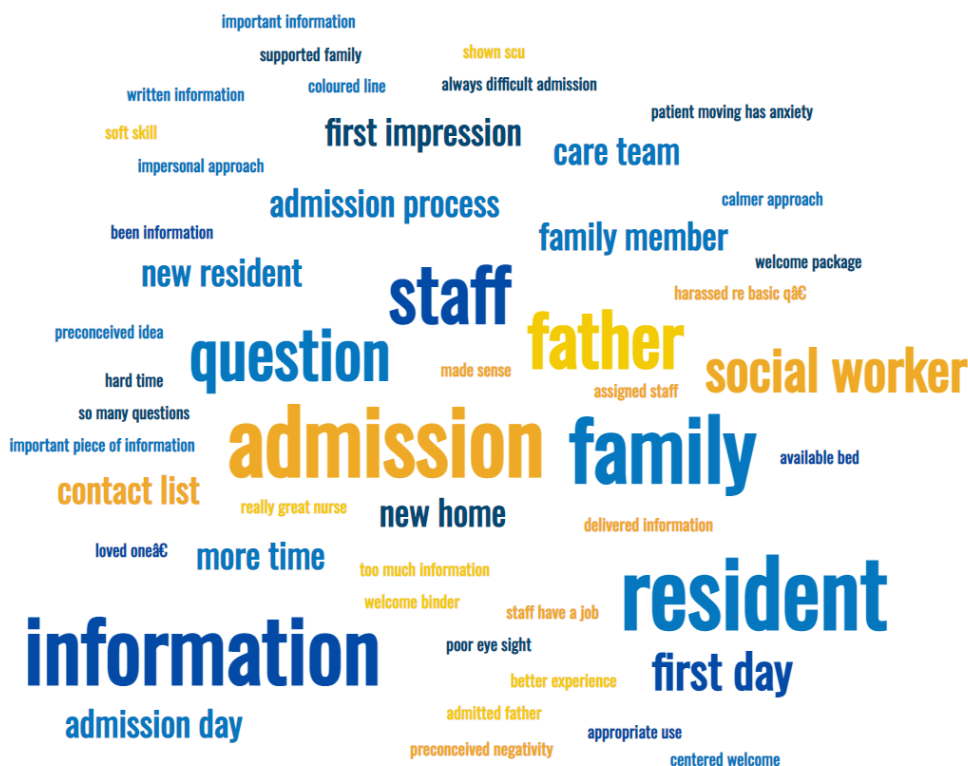 important information
supported family
shown scu
coloured line
always difficult admission
written information
patient moving has anxiety
soft skill
first impression
care team
impersonal approach
admission process
calmer approach
been information
family member
new resident
welcome package
staff
harassed re basic qâ€
preconceived idea
question
father
made sense
social worker
hard time
assigned staff
so many questions
admission
family
important piece of information
available bed
contact list
really great nurse
new home
delivered information
loved oneâ€
more time
too much information
resident
welcome binder
staff have a job
information
poor eye sight
first day
better experience
admission day
admitted father
appropriate use
preconceived negativity
centered welcome